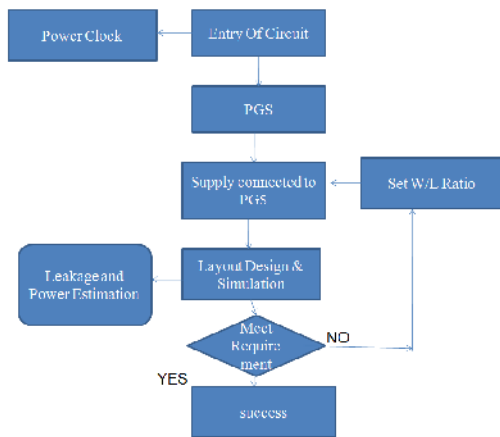 Power Clock
Entry Of Circuit
PGS
Supply connected to
PGS
Set W/L Ratio
Leakage and
Power Estimation
Layout Design &
Simulation
Meet
Require
ment
NO
YES
success